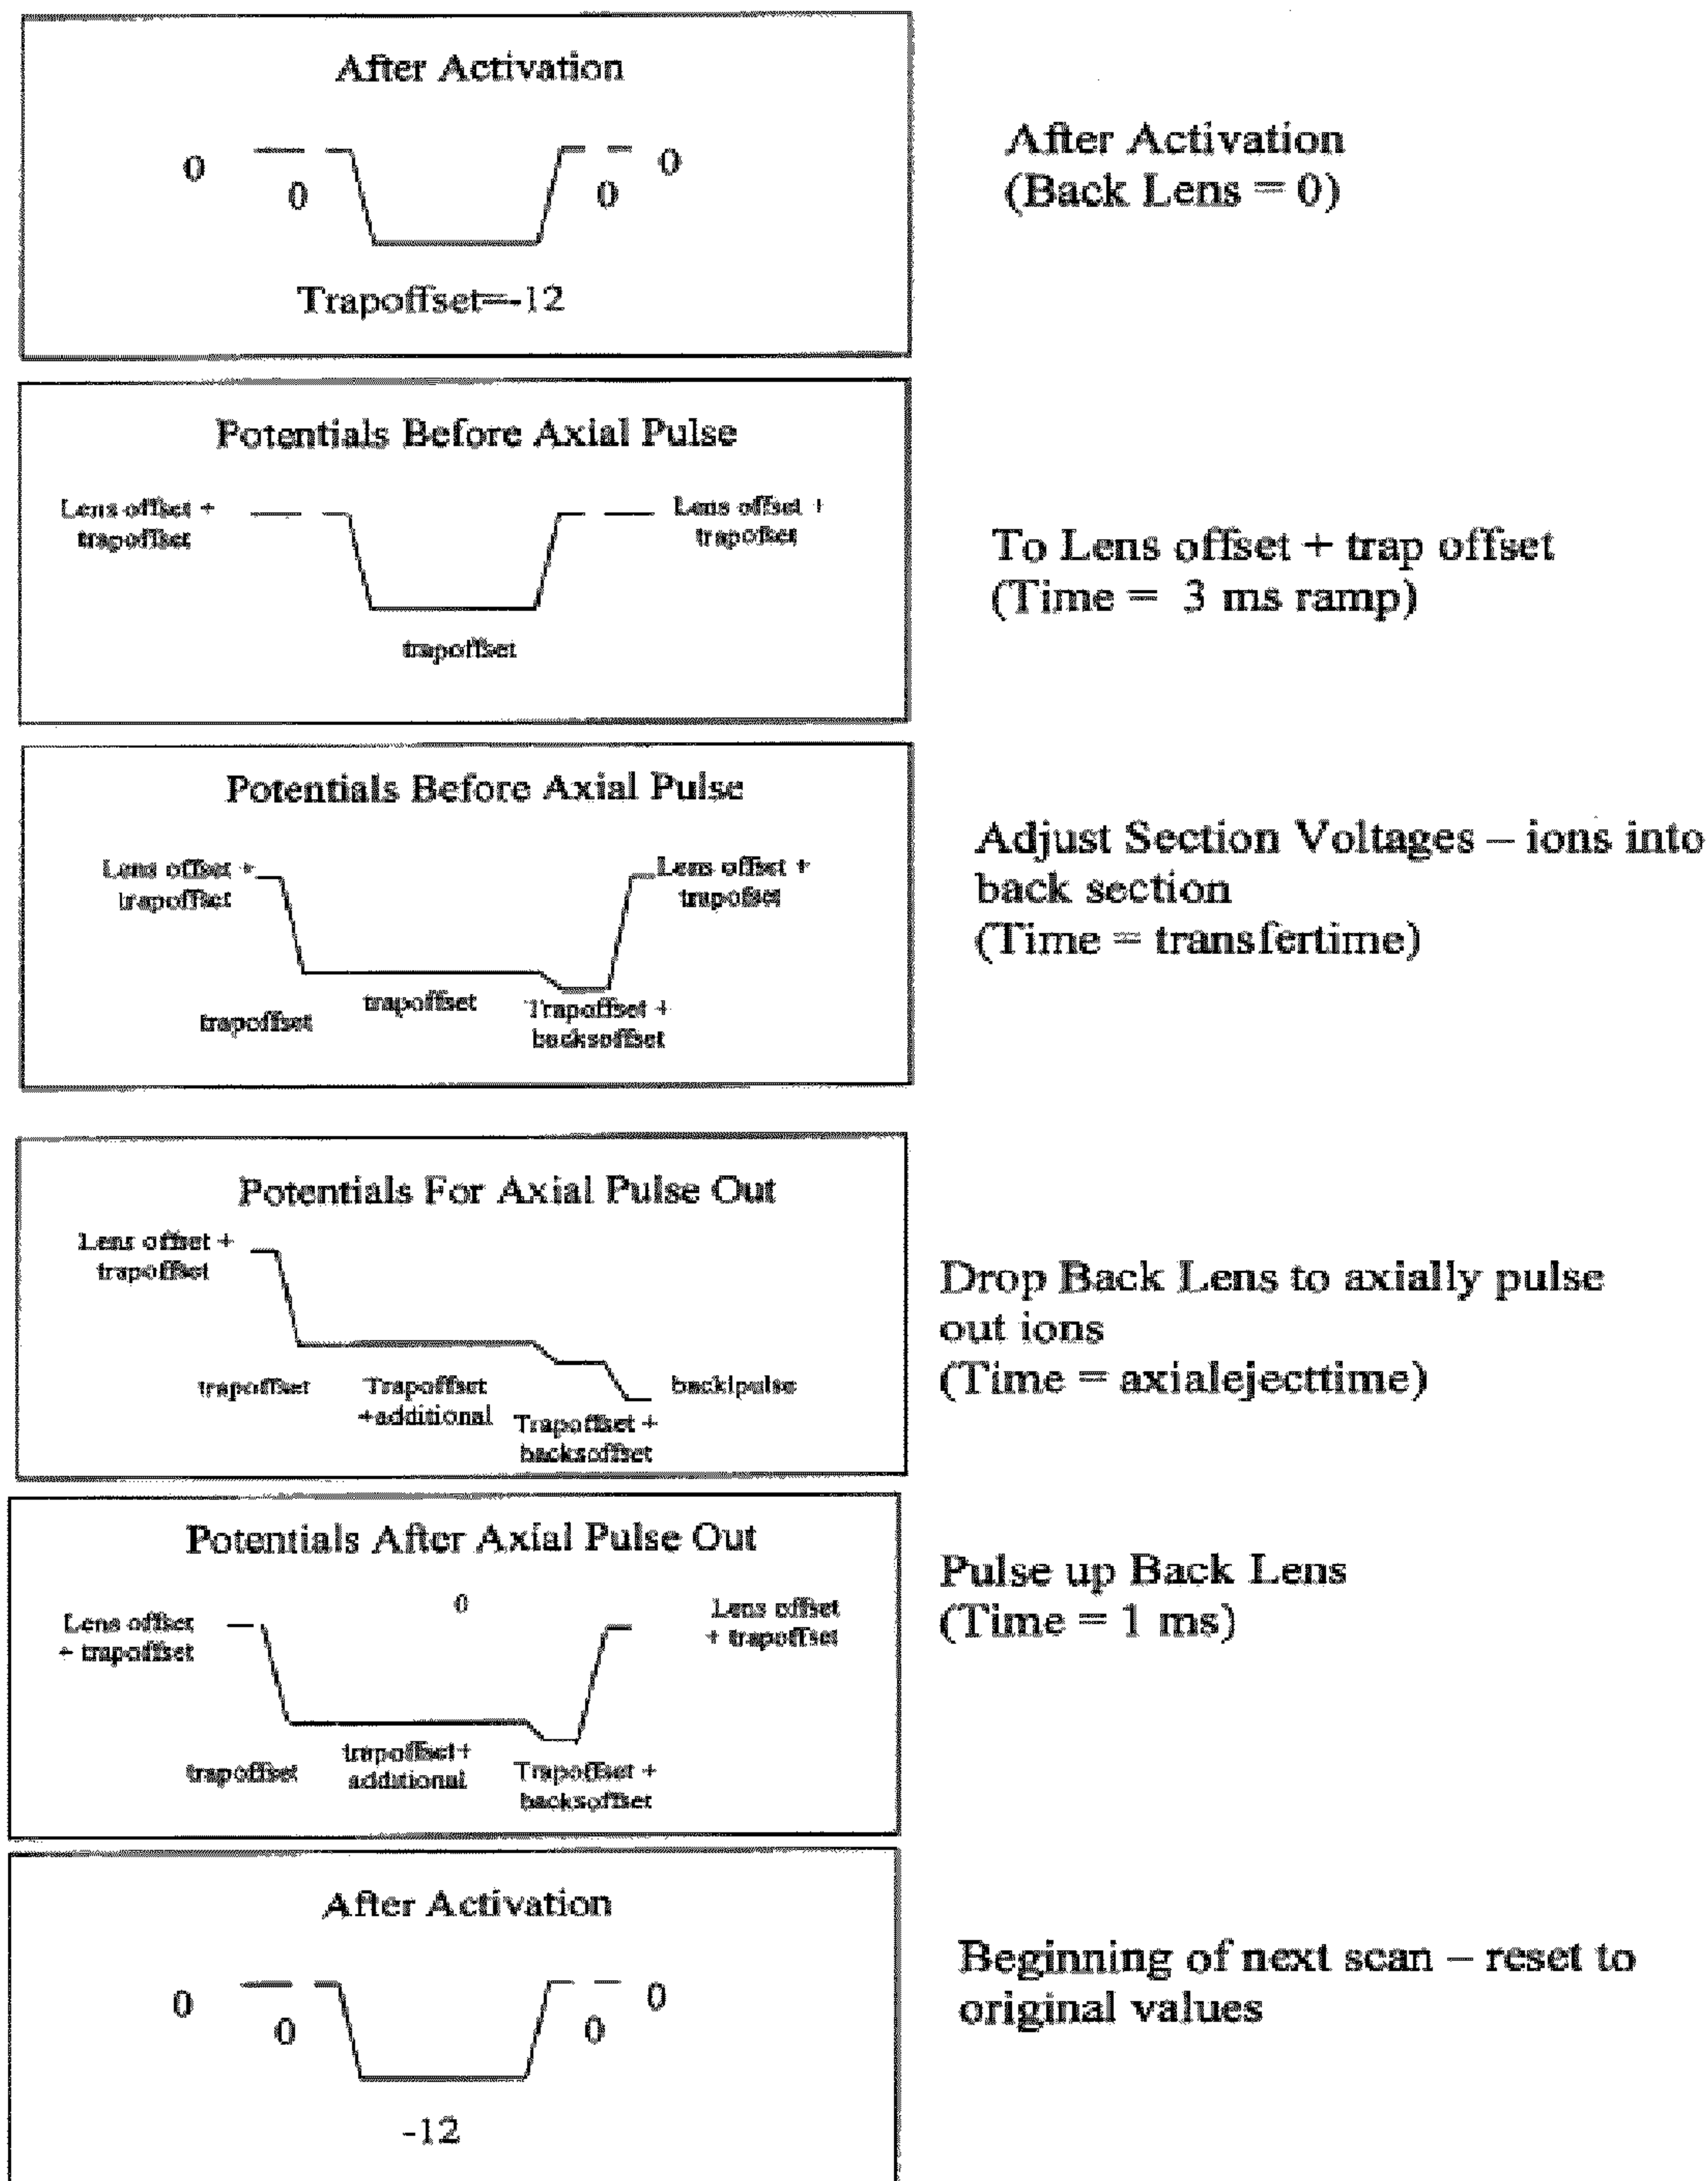 After Activation
0
0
0
0
Trapoffset=-12
After Activation
(Back Lens = 0)
Potentials Before Axial Pulse
Lens offset +
trapoffset
Lens offset +
trapoffset
trapoffset
To Lens offset + trap offset
(Time = 3 ms ramp)
Potentials Before Axial Pulse
Lens offset +
trapoffset
Lens offset +
trapoffset
trapoffset
trapoffset
Trapoffset +
backsoffset
Adjust Section Voltages – ions into
back section
(Time = transfertime)
Potentials For Axial Pulse Out
Lens offset +
trapoffset
trapoffset
Trapoffset
+additional
Trapoffset +
backsoffset
backlpulse
Drop Back Lens to axially pulse
out ions
(Time = axialejecttime)
Potentials After Axial Pulse Out
0
Lens offset
+ trapoffset
Lens offset
+ trapoffset
trapoffset
trapoffset+
additional
Trapoffset +
backsoffset
Pulse up Back Lens
(Time = 1 ms)
After Activation
0
0
0
0
-12
Beginning of next scan – reset to
original values